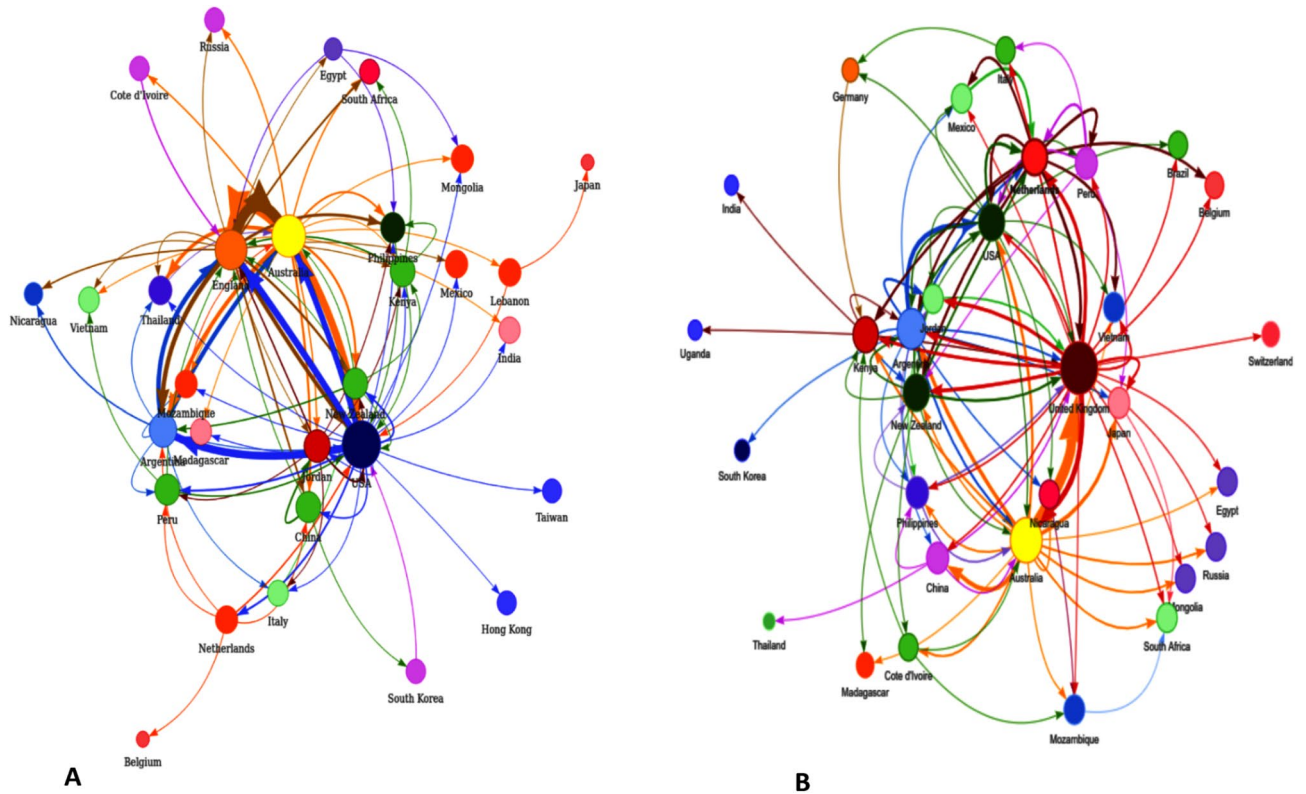 Russia
Egypt
Cote d'Ivoire
South Africa
Mongolia
Japan
England
Australia
Philippines
Kenya
Mexico
Lebanon
Nicaragua
Vietnam
Thailand
India
Mozambique
New Zealand
Argentina
Madagascar
Jordan
USA
Peru
China
Taiwan
Italy
Hong Kong
Netherlands
South Korea
Belgium
A
Italy
Germany
Mexico
Netherlands
Peru
Brazil
Belgium
India
USA
Jordan
Vietnam
Uganda
Kenya
Argentina
Switzerland
New Zealand
United Kingdom
Japan
South Korea
Philippines
Nicaragua
Egypt
China
Australia
Russia
Mongolia
Thailand
South Africa
Madagascar
Cote d'Ivoire
Mozambique
B